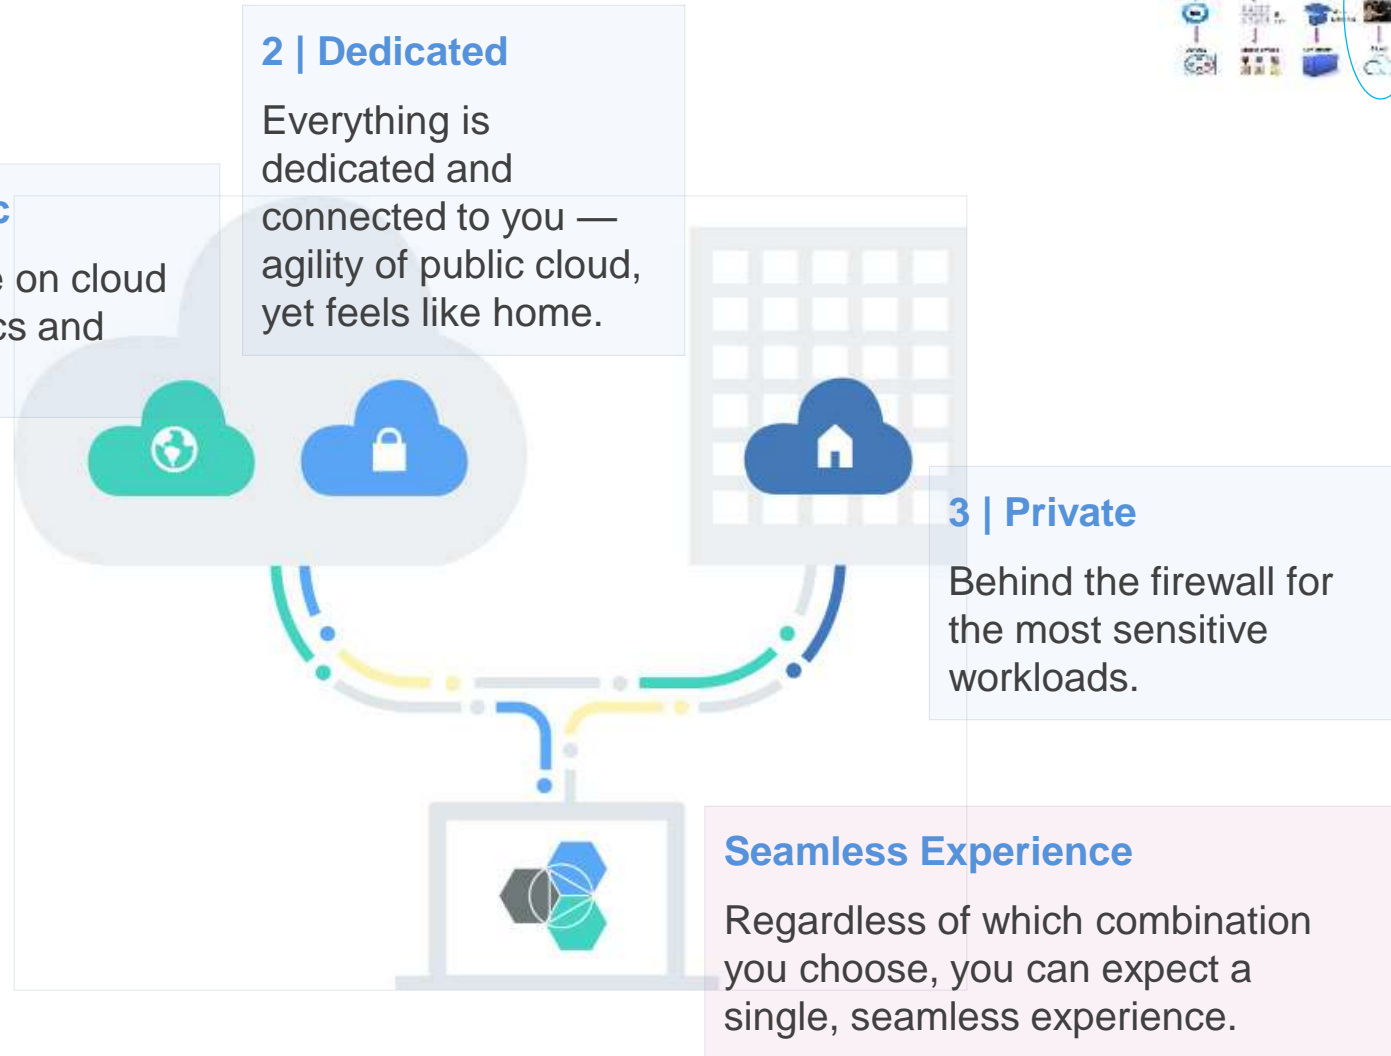 2 | Dedicated
Everything is
dedicated and
connected to you —
agility of public cloud,
yet feels like home.
c
e on cloud
cs and
3 | Private
Behind the firewall for
the most sensitive
workloads.
Seamless Experience
Regardless of which combination
you choose, you can expect a
single, seamless experience.